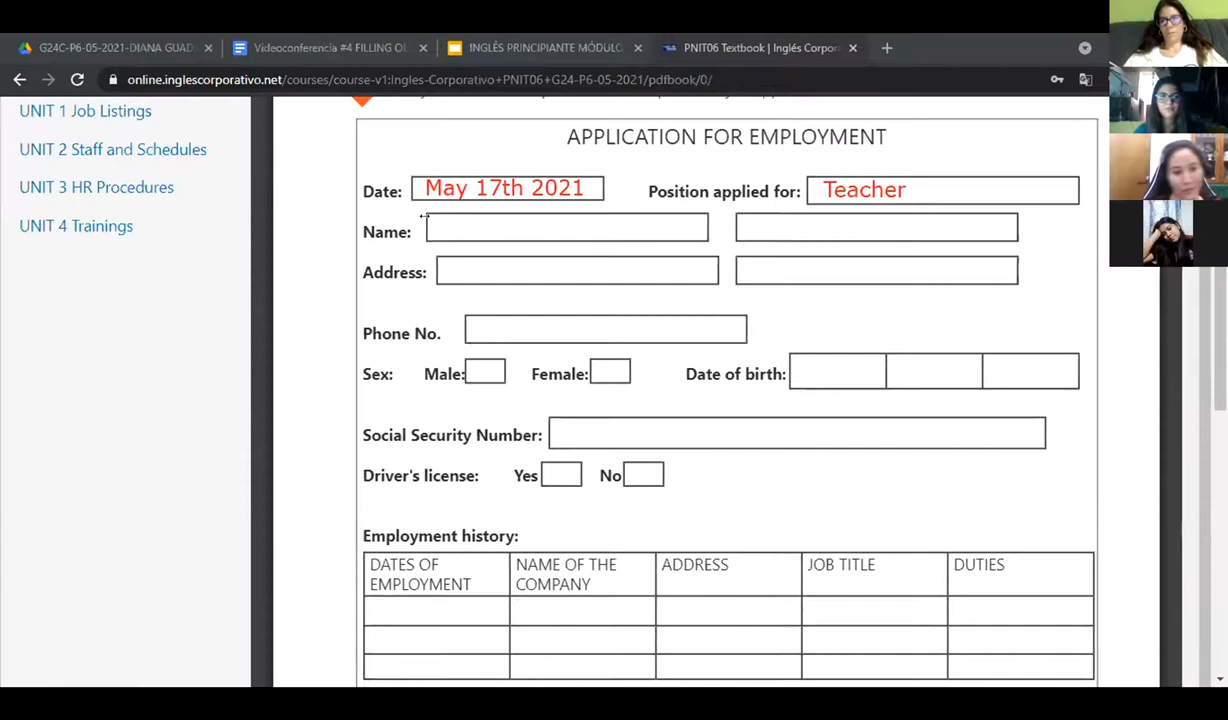 G24C-P6-05-2021-DIANA GUAD
Videoconferencia #4 FILLING OU
INGLÉS PRINCIPIANTE MÓDULO
PNIT06 Textbook | Inglés Corpor
online.inglescorporativo.net/courses/course-v1:Ingles-Corporativo+PNIT06+G24-P6-05-2021/pdfbook/0/
UNIT 1 Job Listings
UNIT 2 Staff and Schedules
UNIT 3 HR Procedures
UNIT 4 Trainings
APPLICATION FOR EMPLOYMENT
Date: May 17th 2021 Position applied for: Teacher
Name:
Address:
Phone No.
Sex: Male: Female: Date of birth:
Social Security Number:
Driver's license: Yes No
Employment history:
DATES OF EMPLOYMENT NAME OF THE COMPANY ADDRESS JOB TITLE DUTIES